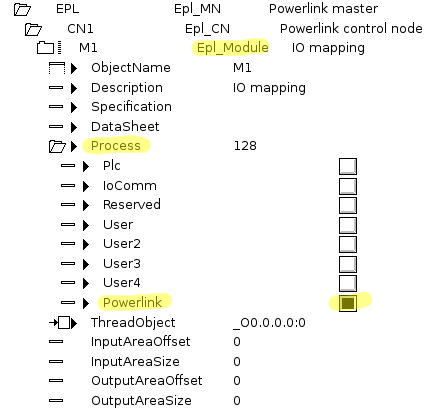 EPL Epl_MN Powerlink master
CN1 Epl_CN Powerlink control node
M1 Epl_Module IO mapping
ObjectName M1
Description IO mapping
Specification
DataSheet
Process 128
Plc
IoComm
Reserved
User
User2
User3
User4
Powerlink
ThreadObject _O0.0.0.0:0
InputAreaOffset 0
InputAreaSize 0
OutputAreaOffset 0
OutputAreaSize 0